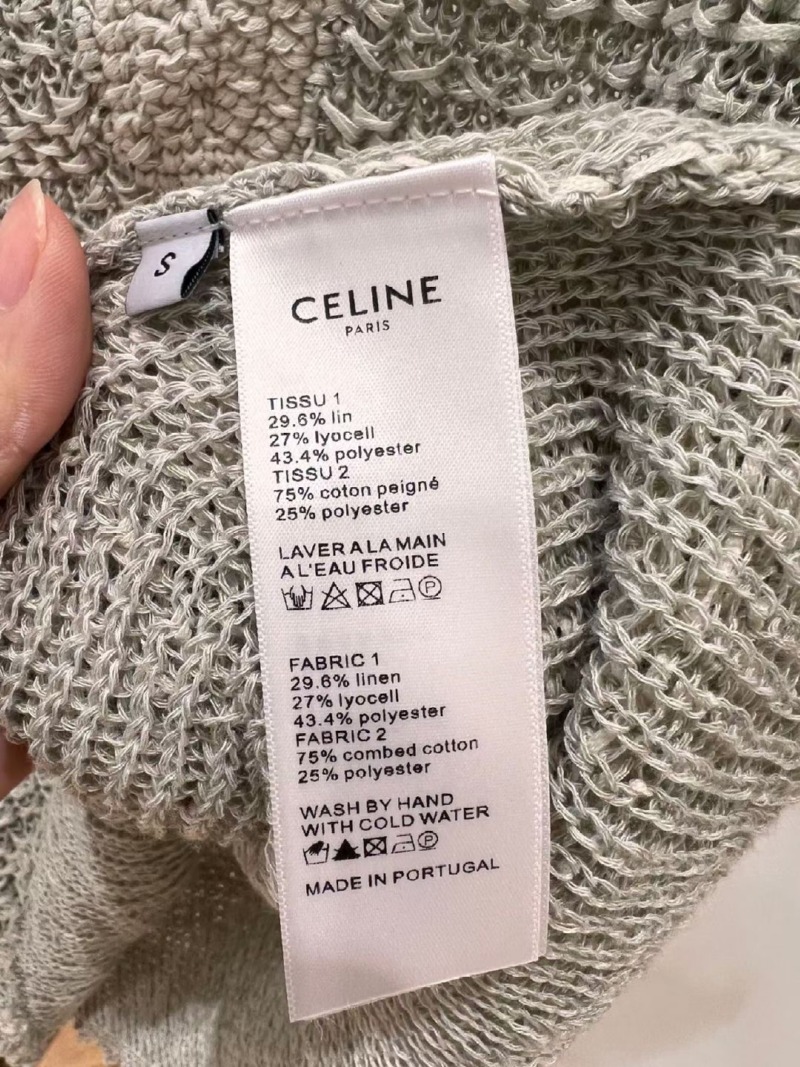 S
CELINE
PARIS
TISSU 1
29.6% lin
27% lyocell
43.4% polyester
TISSU 2
75% coton peigné
25% polyester
LAVER A LA MAIN
A L'EAU FROIDE
P
FABRIC 1
29.6% linen
27% lyocell
43.4% polyester
FABRIC 2
75% combed cotton
25% polyester
WASH BY HAND
WITH COLD WATER
P
MADE IN PORTUGAL